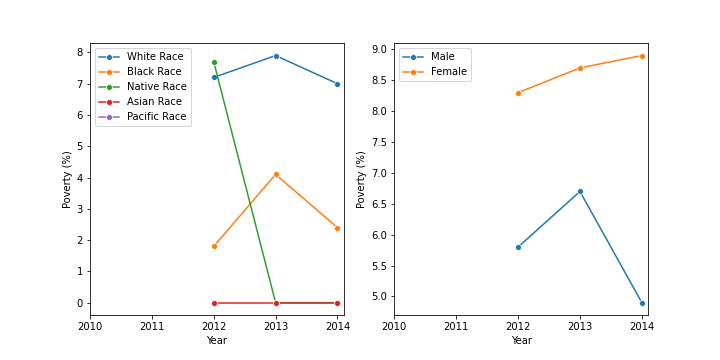 White Race
Black Race
Native Race
Asian Race
Pacific Race
8
7
6
5
4
3
2
1
0
Poverty (%)
2010 2011 2012 2013 2014
Year
Male
Female
9.0
8.5
8.0
7.5
7.0
6.5
6.0
5.5
5.0
Poverty (%)
2010 2011 2012 2013 2014
Year